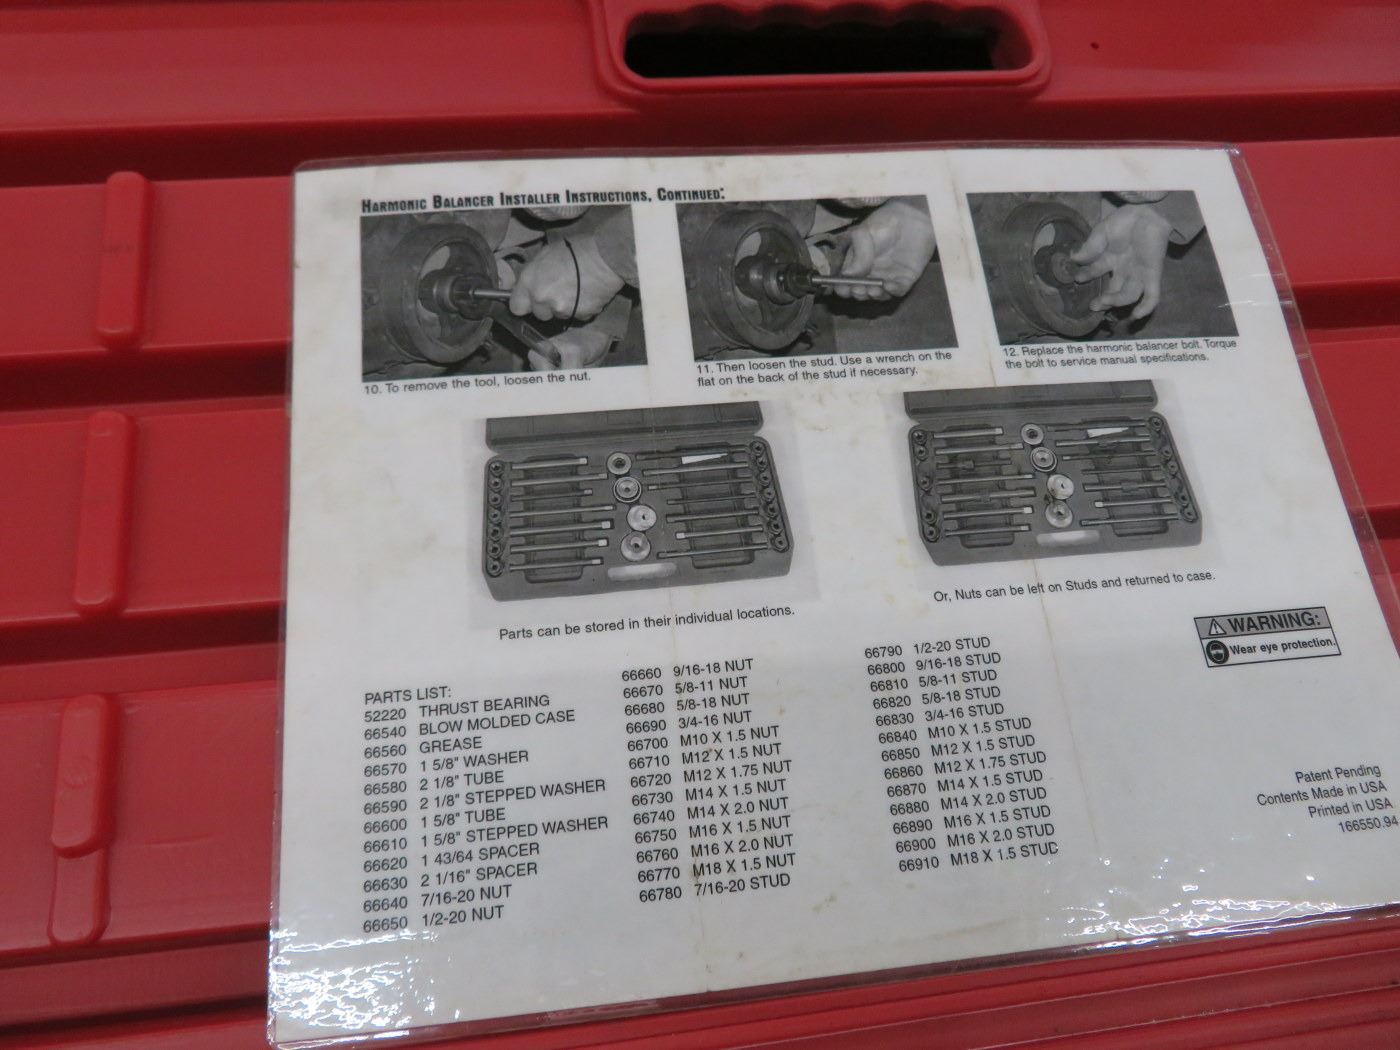 HARMONIC BALANCER INSTALLER INSTRUCTIONS, CONTINUED:
10. To remove the tool, loosen the nut.
11. Then loosen the stud. Use a wrench on the
flat on the back of the stud if necessary.
12. Replace the harmonic balancer bolt. Torque
the bolt to service manual specifications.
Parts can be stored in their individual locations.
Or, Nuts can be left on Studs and returned to case.
WARNING:
Wear eye protection.
PARTS LIST:
52220 THRUST BEARING
66540 BLOW MOLDED CASE
66560 GREASE
66570 1 5/8" WASHER
66580 2 1/8" TUBE
66590 2 1/8" STEPPED WASHER
66600 1 5/8" TUBE
66610 1 5/8" STEPPED WASHER
66620 1 43/64 SPACER
66630 2 1/16" SPACER
66640 7/16-20 NUT
66650 1/2-20 NUT
66660 9/16-18 NUT
66670 5/8-11 NUT
66680 5/8-18 NUT
66690 3/4-16 NUT
66700 M10 X 1.5 NUT
66710 M12 X 1.5 NUT
66720 M12 X 1.75 NUT
66730 M14 X 1.5 NUT
66740 M14 X 2.0 NUT
66750 M16 X 1.5 NUT
66760 M16 X 2.0 NUT
66770 M18 X 1.5 NUT
66780 7/16-20 STUD
66790 1/2-20 STUD
66800 9/16-18 STUD
66810 5/8-11 STUD
66820 5/8-18 STUD
66830 3/4-16 STUD
66840 M10 X 1.5 STUD
66850 M12 X 1.5 STUD
66860 M12 X 1.75 STUD
66870 M14 X 1.5 STUD
66880 M14 X 2.0 STUD
66890 M16 X 1.5 STUD
66900 M16 X 2.0 STUD
66910 M18 X 1.5 STUD
Patent Pending
Contents Made in USA
Printed in USA
166550.94